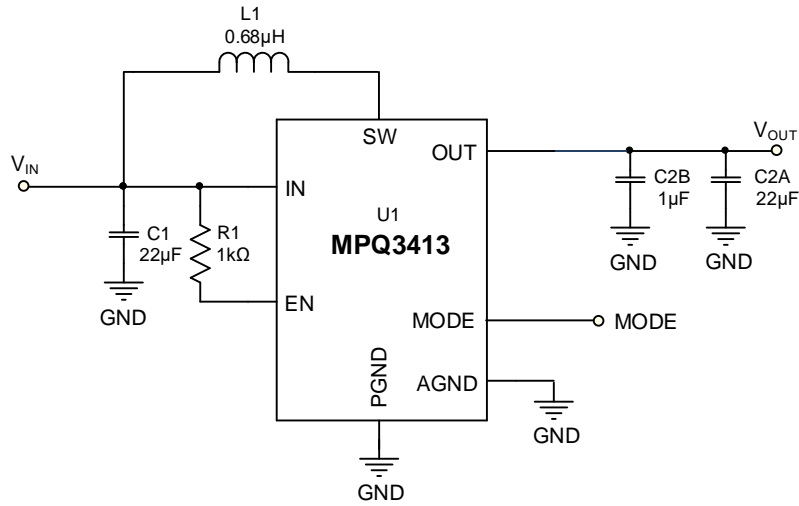 L1
0.68µH
SW
OUT
VOUT
VIN
IN
C2B
1µF
C2A
22µF
U1
MPQ3413
C1
22µF
R1
1kΩ
GND
GND
EN
GND
MODE
MODE
PGND
AGND
GND
GND